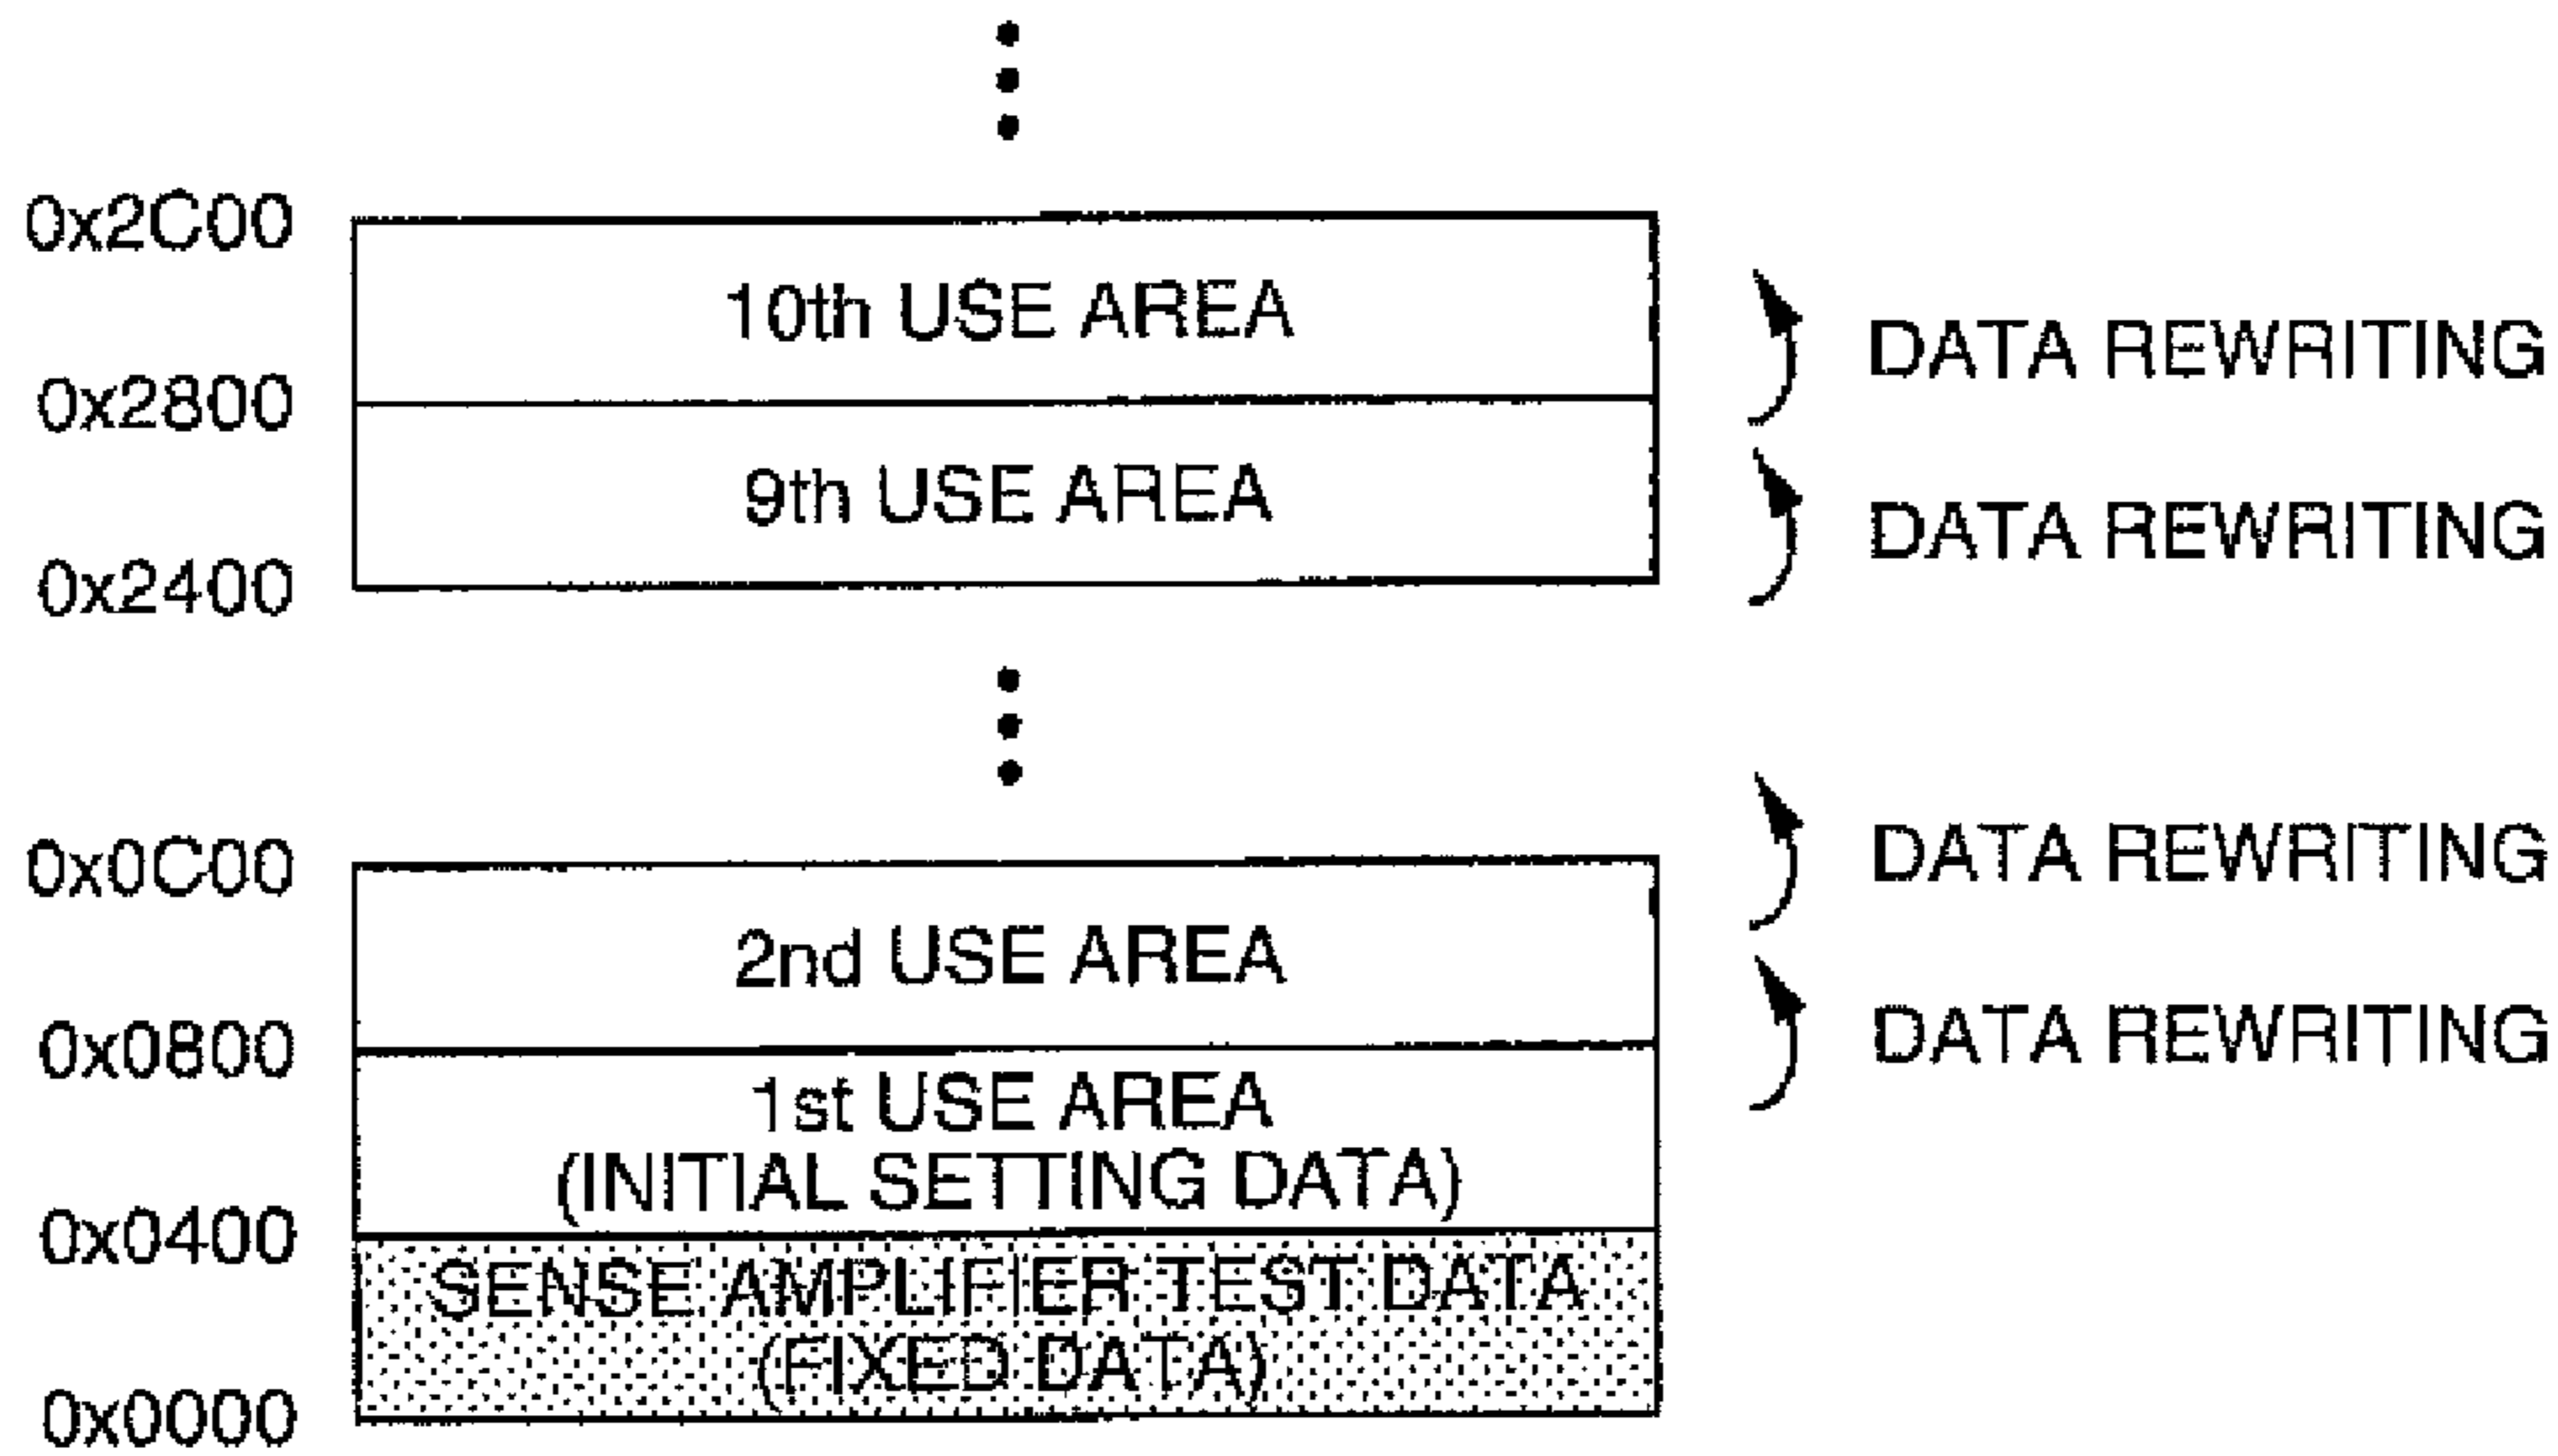 0x2C00
10th USE AREA
DATA REWRITING
0x2800
9th USE AREA
DATA REWRITING
0x2400
0x0C00
DATA REWRITING
2nd USE AREA
0x0800
1st USE AREA
DATA REWRITING
(INITIAL SETTING DATA)
0x0400
SENSE AMPLIFIER TEST DATA
(FIXED DATA)
0x0000